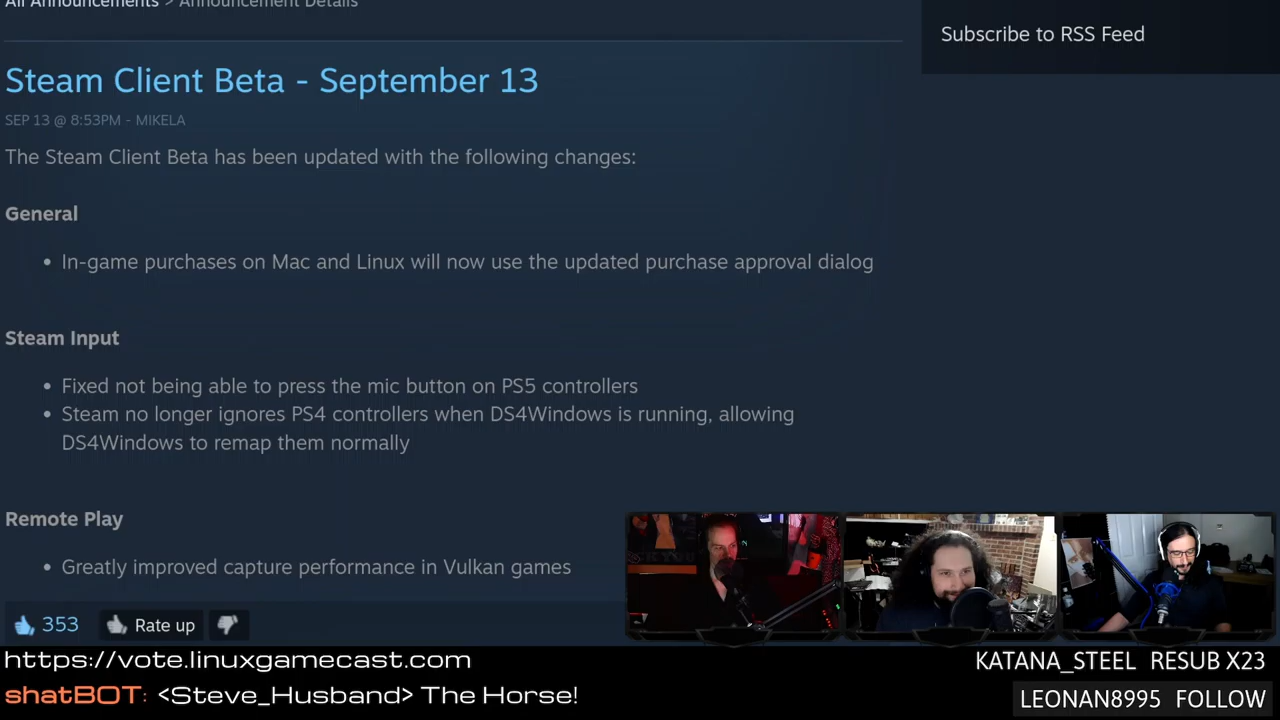 All Announcements > Announcement Details
Subscribe to RSS Feed
Steam Client Beta - September 13
SEP 13 @ 8:53PM - MIKELA
The Steam Client Beta has been updated with the following changes:
General
• In-game purchases on Mac and Linux will now use the updated purchase approval dialog
Steam Input
• Fixed not being able to press the mic button on PS5 controllers
• Steam no longer ignores PS4 controllers when DS4Windows is running, allowing
DS4Windows to remap them normally
Remote Play
• Greatly improved capture performance in Vulkan games
353
Rate up
https://vote.linuxgamecast.com
KATANA_STEEL RESUB X23
shatBOT: <Steve_Husband> The Horse!
LEONAN8995 FOLLOW